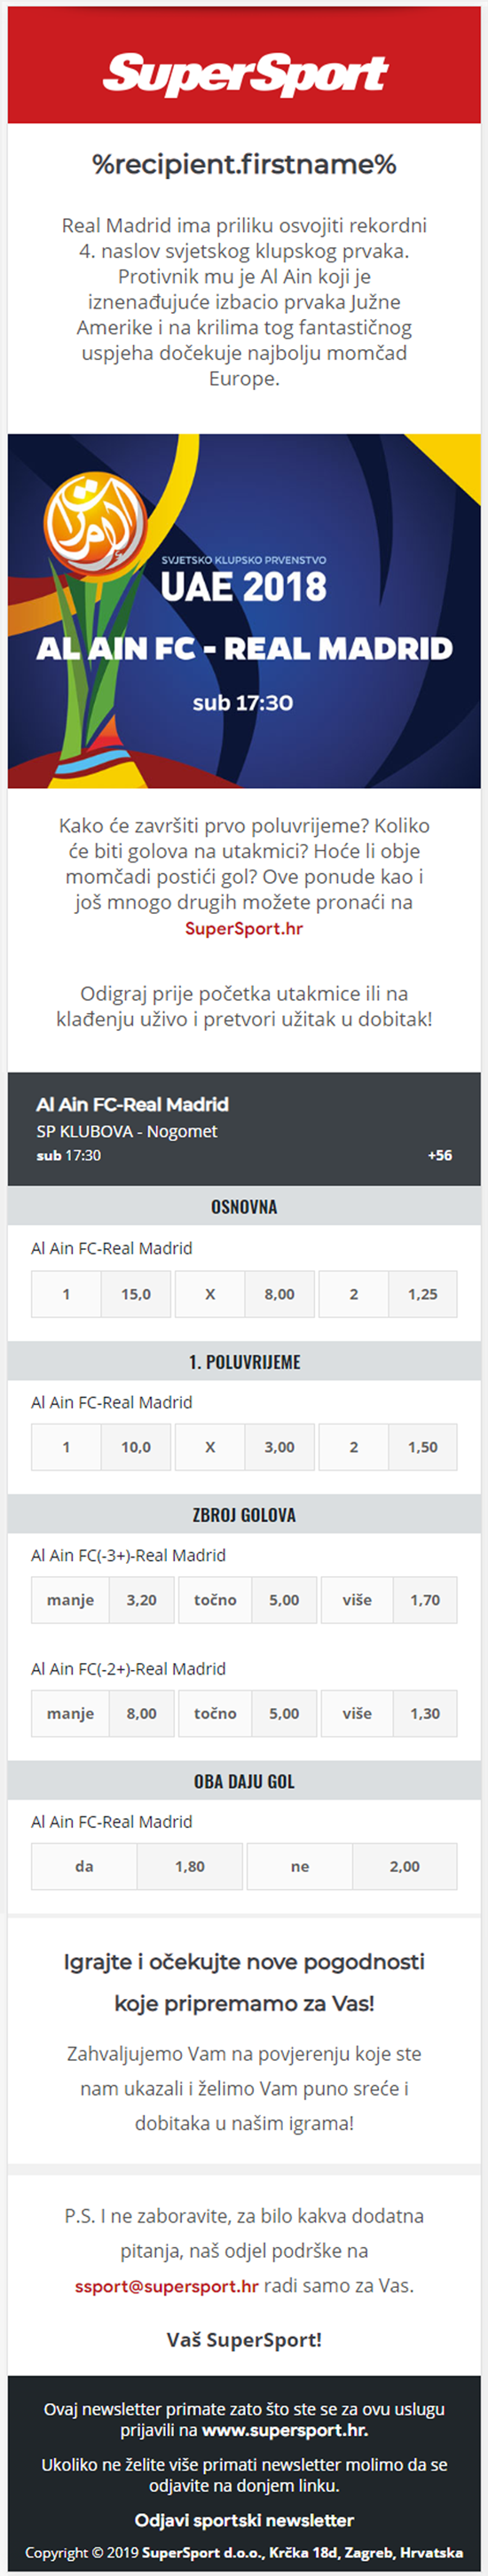 SuperSport
%recipient.firstname%
Real Madrid ima priliku osvojiti rekordni
4. naslov svjetskog klupskog prvaka.
Protivnik mu je Al Ain koji je
iznenađujuće izbacio prvaka Južne
Amerike i na krilima tog fantastičnog
uspjeha dočekuje najbolju momčad
Europe.
SVJETSKO KLUPSKO PRVENSTVO
UAE 2018
AL AIN FC - REAL MADRID
sub 17:30
Kako će završiti prvo poluvrijeme? Koliko
će biti golova na utakmici? Hoće li obje
momčadi postići gol? Ove ponude kao i
još mnogo drugih možete pronaći na
SuperSport.hr
Odigraj prije početka utakmice ili na
klađenju uživo i pretvori užitak u dobitak!
Al Ain FC-Real Madrid
SP KLUBOVA - Nogomet
sub 17:30 +56
OSNOVNA
Al Ain FC-Real Madrid
1 15,0 X 8,00 2 1,25
1. POLUVRIJEME
Al Ain FC-Real Madrid
1 10,0 X 3,00 2 1,50
ZBROJ GOLOVA
Al Ain FC(-3+)-Real Madrid
manje 3,20 točno 5,00 više 1,70
Al Ain FC(-2+)-Real Madrid
manje 8,00 točno 5,00 više 1,30
OBA DAJU GOL
Al Ain FC-Real Madrid
da 1,80 ne 2,00
Igrajte i očekujte nove pogodnosti
koje pripremamo za Vas!
Zahvaljujemo Vam na povjerenju koje ste
nam ukazali i želimo Vam puno sreće i
dobitaka u našim igrama!
P.S. I ne zaboravite, za bilo kakva dodatna
pitanja, naš odjel podrške na
ssport@supersport.hr radi samo za Vas.
Vaš SuperSport!
Ovaj newsletter primate zato što ste se za ovu uslugu
prijavili na www.supersport.hr.
Ukoliko ne želite više primati newsletter molimo da se
odjavite na donjem linku.
Odjavi sportski newsletter
Copyright © 2019 SuperSport d.o.o., Krčka 18d, Zagreb, Hrvatska